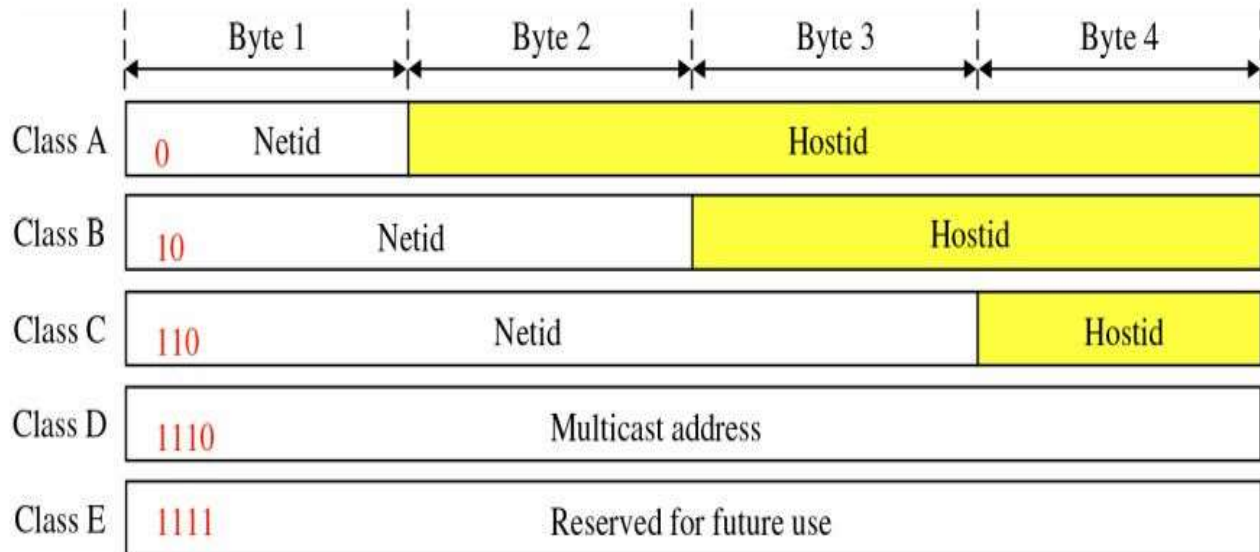 Byte 1 Byte 2 Byte 3 Byte 4
Class A 0 Netid Hostid
Class B 10 Netid Hostid
Class C 110 Netid Hostid
Class D 1110 Multicast address
Class E 1111 Reserved for future use